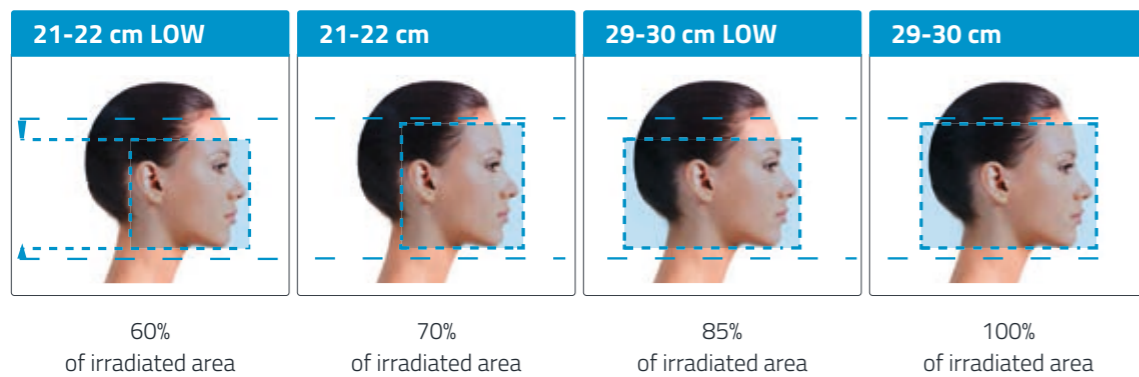 21-22 cm LOW
21-22 cm
29-30 cm LOW
29-30 cm
60%
of irradiated area
70%
of irradiated area
85%
of irradiated area
100%
of irradiated area